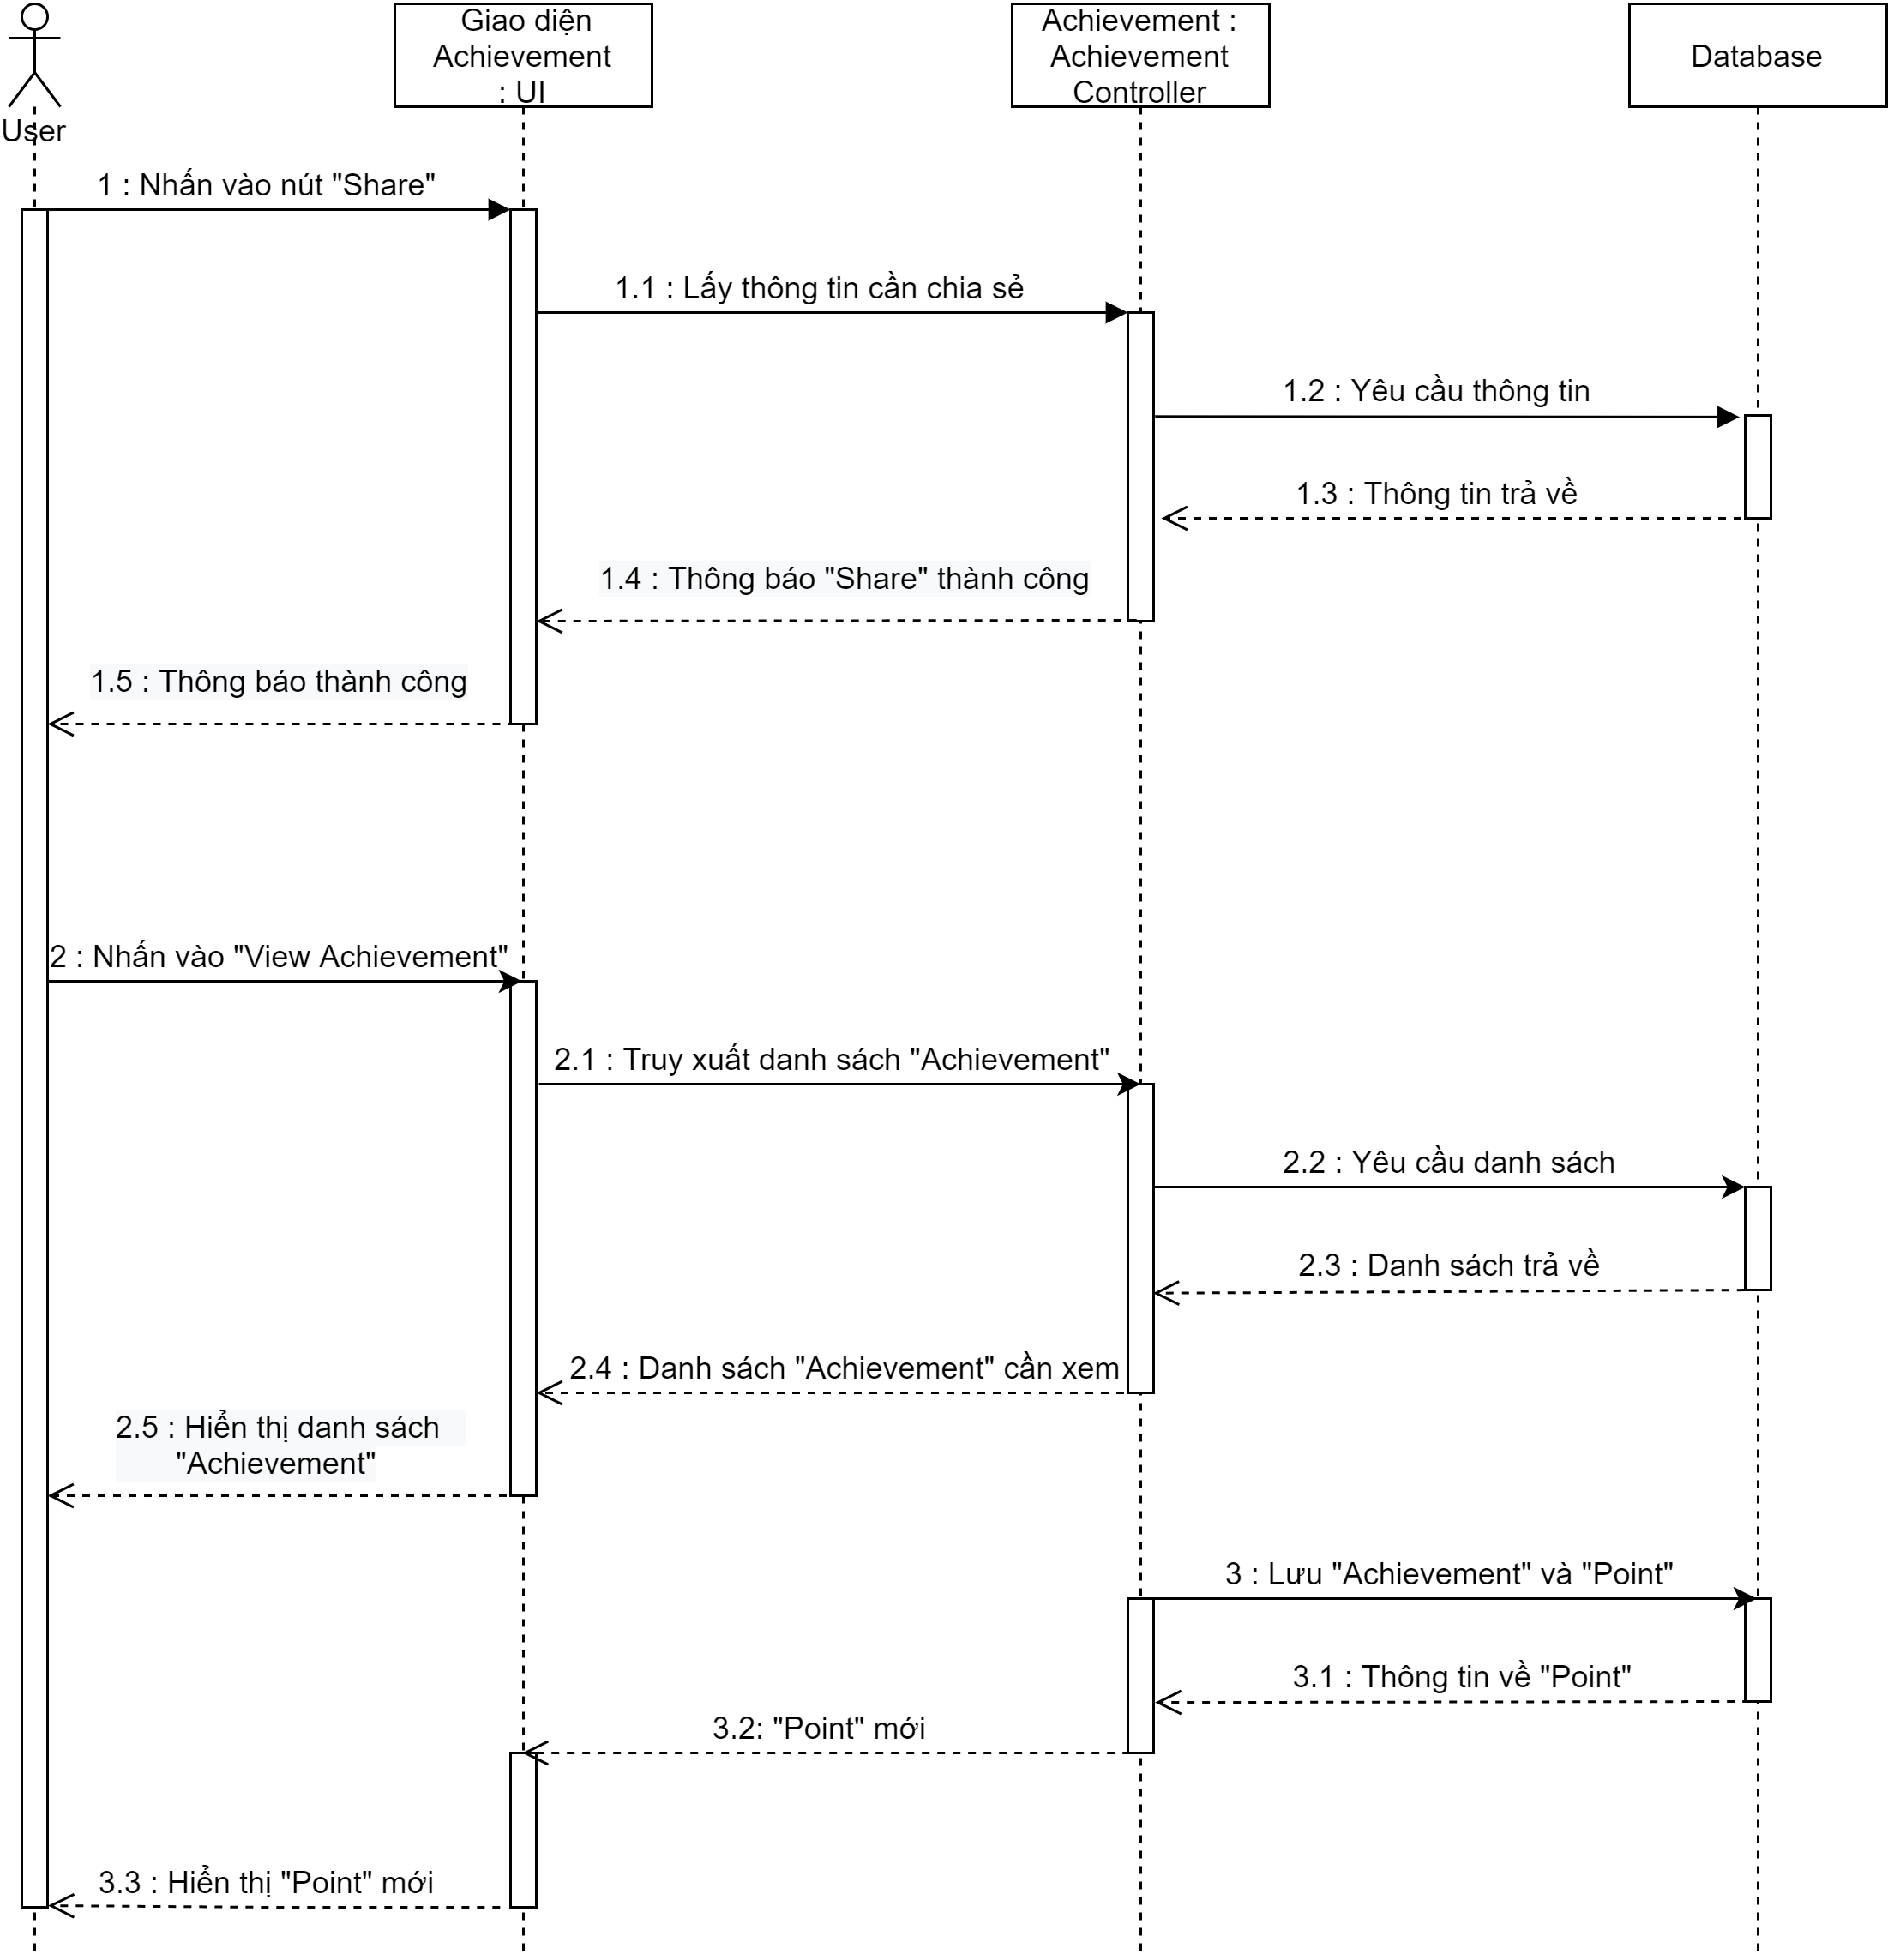 Giao diện
Achievement
: UI
Achievement :
Achievement
Controller
Database
User
1 : Nhấn vào nút "Share"
1.1 : Lấy thông tin cần chia sẻ
1.2 : Yêu cầu thông tin
1.3 : Thông tin trả về
1.4 : Thông báo "Share" thành công
1.5 : Thông báo thành công
2 : Nhấn vào "View Achievement"
2.1 : Truy xuất danh sách "Achievement"
2.2 : Yêu cầu danh sách
2.3 : Danh sách trả về
2.4 : Danh sách "Achievement" cần xem
2.5 : Hiển thị danh sách
"Achievement"
3 : Lưu "Achievement" và "Point"
3.1 : Thông tin về "Point"
3.2: "Point" mới
3.3 : Hiển thị "Point" mới